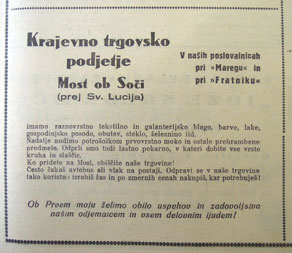 Krajevno trgovsko
podjetje
Most ob Soči
(prej Sv. Lucija)
V naših poslovalnicah
pri »Maregu« in
pri »Fratniku«
imamo raznovrstno tekstilno in galanterijsko blago, barve, lake,
gospodinjsko posodo, obutev, steklo, železnino itd.
Nadalje nudimo potrošnikom prvovrstno moko in ostale prehrambene
predmete. Odprli smo tudi lastno pekarno, v kateri dobite vse vrste
kruha in slaščic.
Ko pridete na Most, obiščite naše trgovine!
Često čakaš avtobus ali vlak na postaji. Odpravi se v naše trgovine
tako koristno izrabiš čas in po zmernih cenah nakupiš, kar potrebuješ!
Ob Prvem maju želimo obilo uspehov in zadovoljstva
našim odjemalcem in vsem delovnim ljudem!